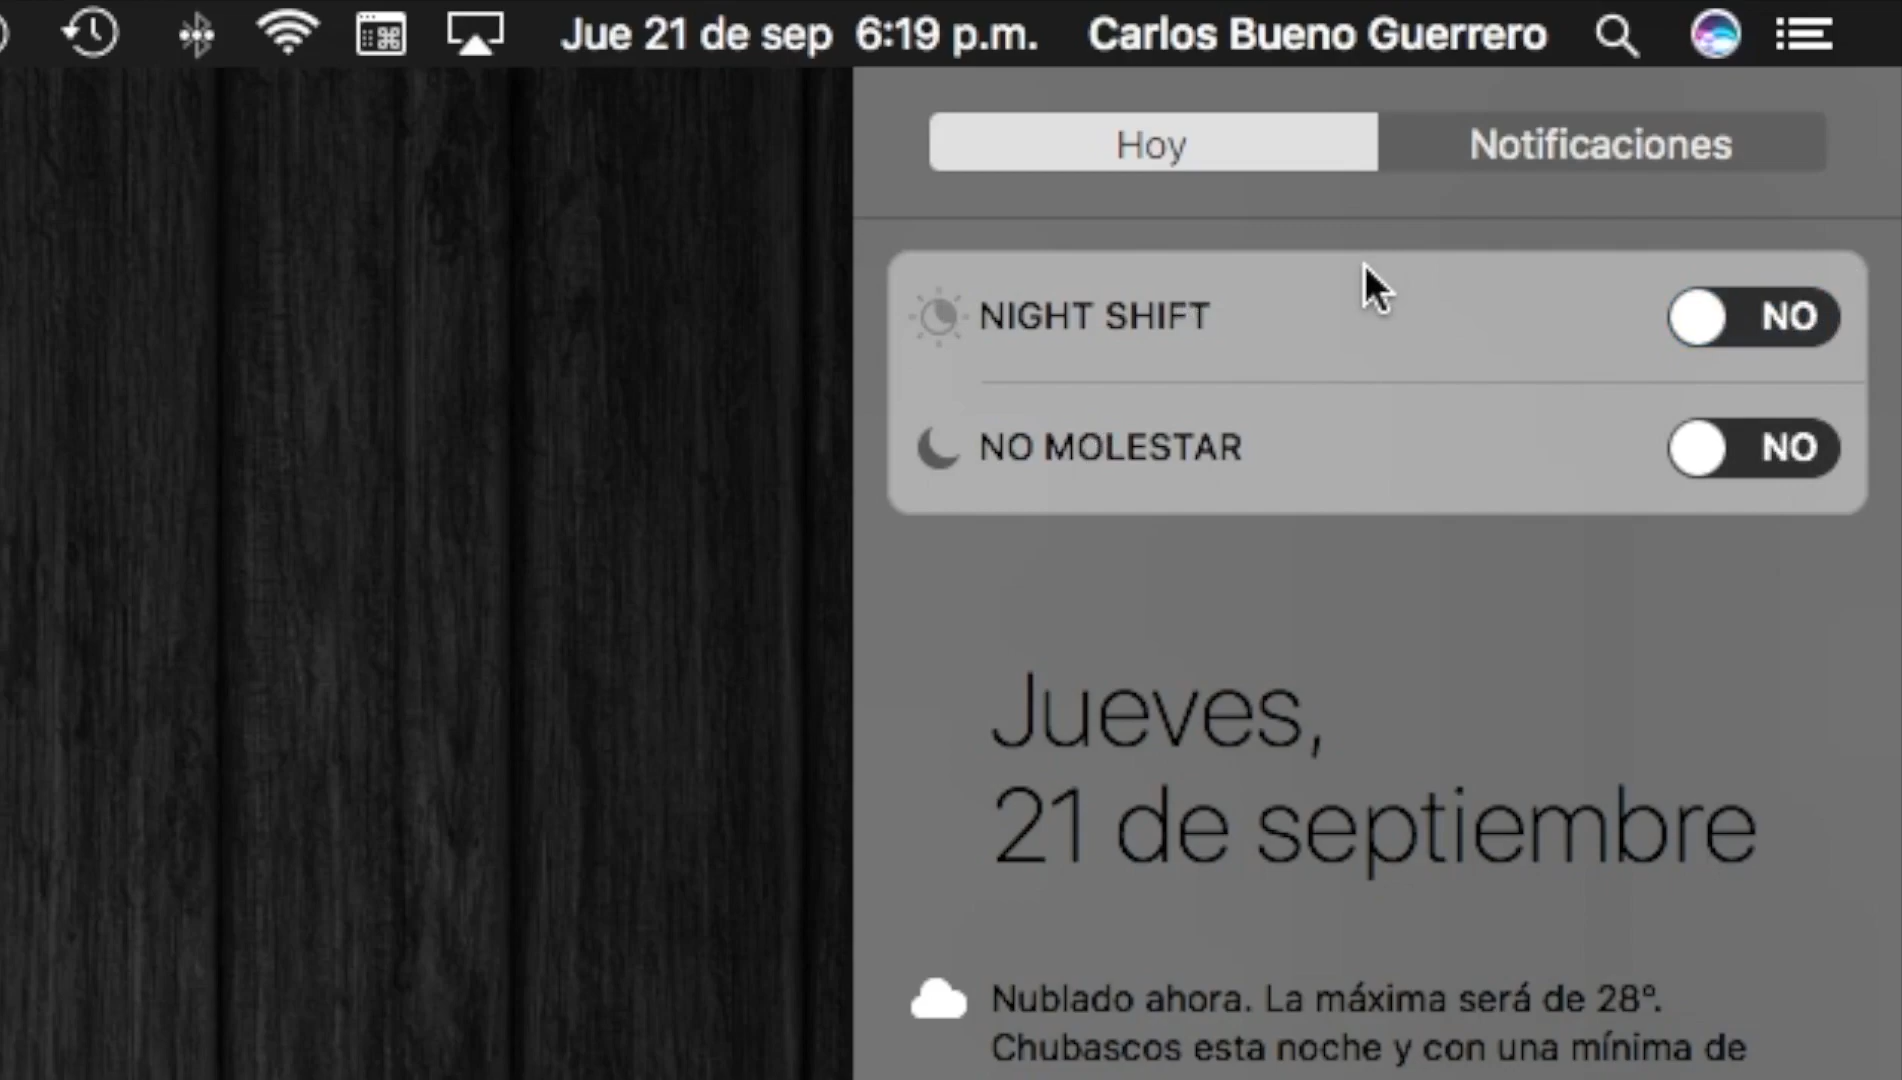 Jue 21 de sep 6:19 p.m. Carlos Bueno Guerrero
Hoy Notificaciones
NIGHT SHIFT NO
NO MOLESTAR NO
Jueves,
21 de septiembre
Nublado ahora. La máxima será de 28°.
Chubascos esta noche y con una mínima de